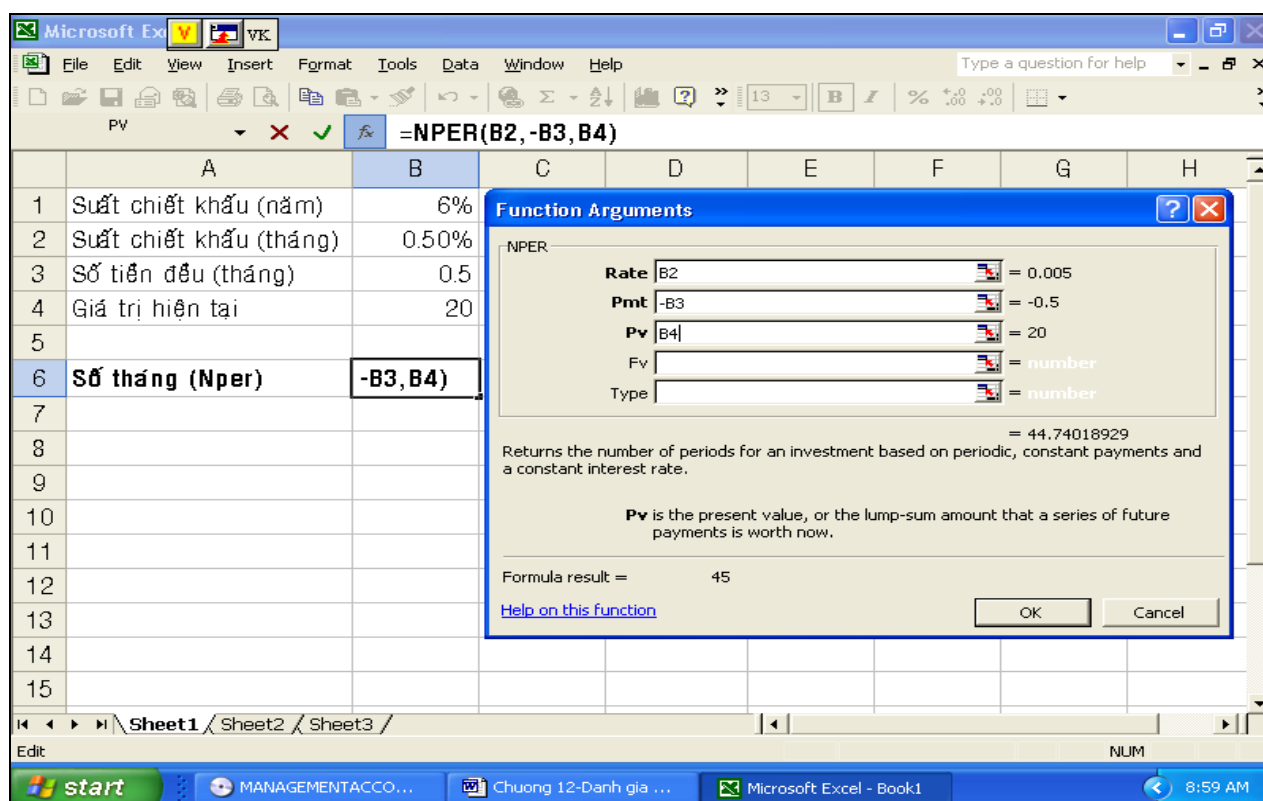 Microsoft Ex V VK
File Edit View Insert Format Tools Data Window Help Type a question for help
13 B I %
PV fx =NPER(B2,-B3,B4)
A B C D E F G H
1 Suất chiết khấu (năm) 6%
2 Suất chiết khấu (tháng) 0.50%
3 Số tiền đều (tháng) 0.5
4 Giá trị hiện tại 20
5
6 Số tháng (Nper) -B3,B4)
7
8
9
10
11
12
13
14
15
Function Arguments
NPER
Rate B2 = 0.005
Pmt -B3 = -0.5
Pv B4 = 20
Fv = number
Type = number
= 44.74018929
Returns the number of periods for an investment based on periodic, constant payments and
a constant interest rate.
Pv is the present value, or the lump-sum amount that a series of future
payments is worth now.
Formula result = 45
Help on this function OK Cancel
Sheet1 Sheet2 Sheet3
Edit NUM
start MANAGEMENTACCO... Chuong 12-Danh gia ... Microsoft Excel - Book1 8:59 AM